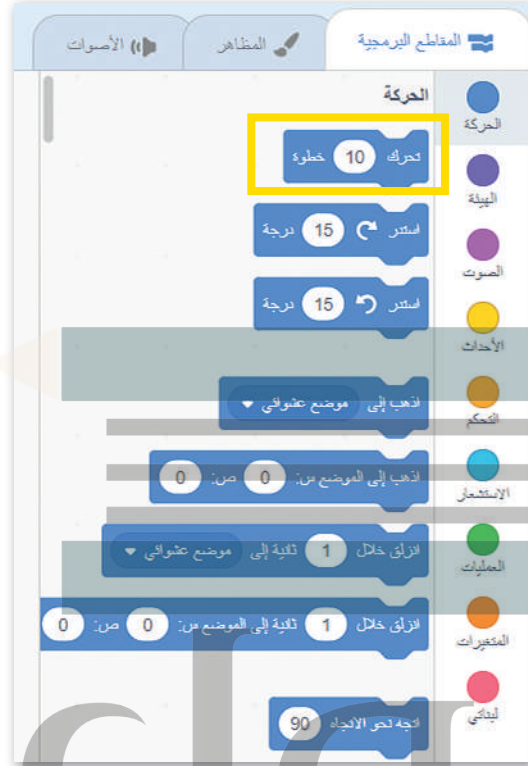 المقاطع البرمجية
المظاهر
الأصوات
الحركة
تحرك 10 خطوة
استدر 15 درجة
استدر 15 درجة
اذهب إلى موضع عشوائي
اذهب إلى الموضع س: 0 ص: 0
انزلق خلال 1 ثانية إلى موضع عشوائي
انزلق خلال 1 ثانية إلى الموضع س: 0 ص: 0
اتجه نحو الاتجاه 90
الحركة
الهيئة
الصوت
الأحداث
التحكم
الاستشعار
العمليات
المتغيرات
لبناتي